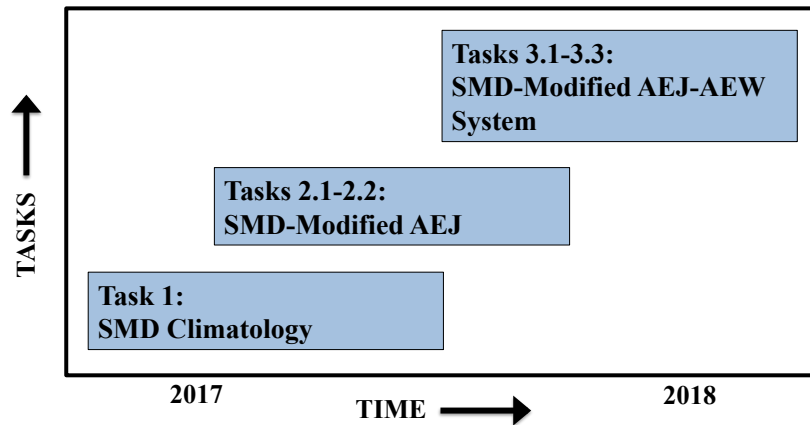 Tasks 3.1-3.3:
SMD-Modified AEJ-AEW
System
Tasks 2.1-2.2:
SMD-Modified AEJ
Task 1:
SMD Climatology
TASKS
2017
2018
TIME